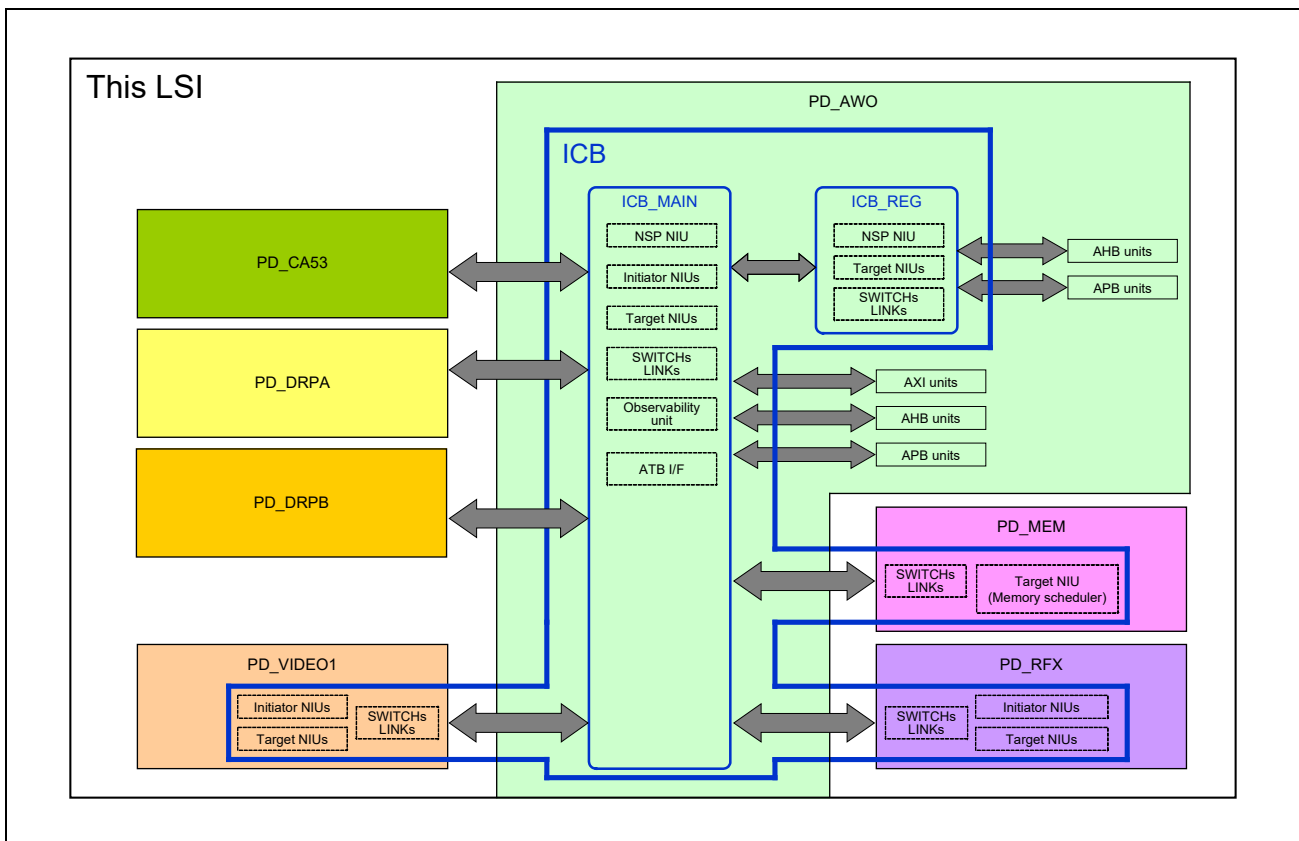 This LSI
PD_AWO
ICB
ICB_MAIN
NSP NIU
Initiator NIUs
Target NIUs
SWITCHs
LINKs
Observability
unit
ATB I/F
ICB_REG
NSP NIU
Target NIUs
SWITCHs
LINKs
AHB units
APB units
AXI units
AHB units
APB units
PD_CA53
PD_DRPA
PD_DRPB
PD_MEM
SWITCHs
LINKs
Target NIU
(Memory scheduler)
PD_VIDEO1
Initiator NIUs
Target NIUs
SWITCHs
LINKs
PD_RFX
SWITCHs
LINKs
Initiator NIUs
Target NIUs